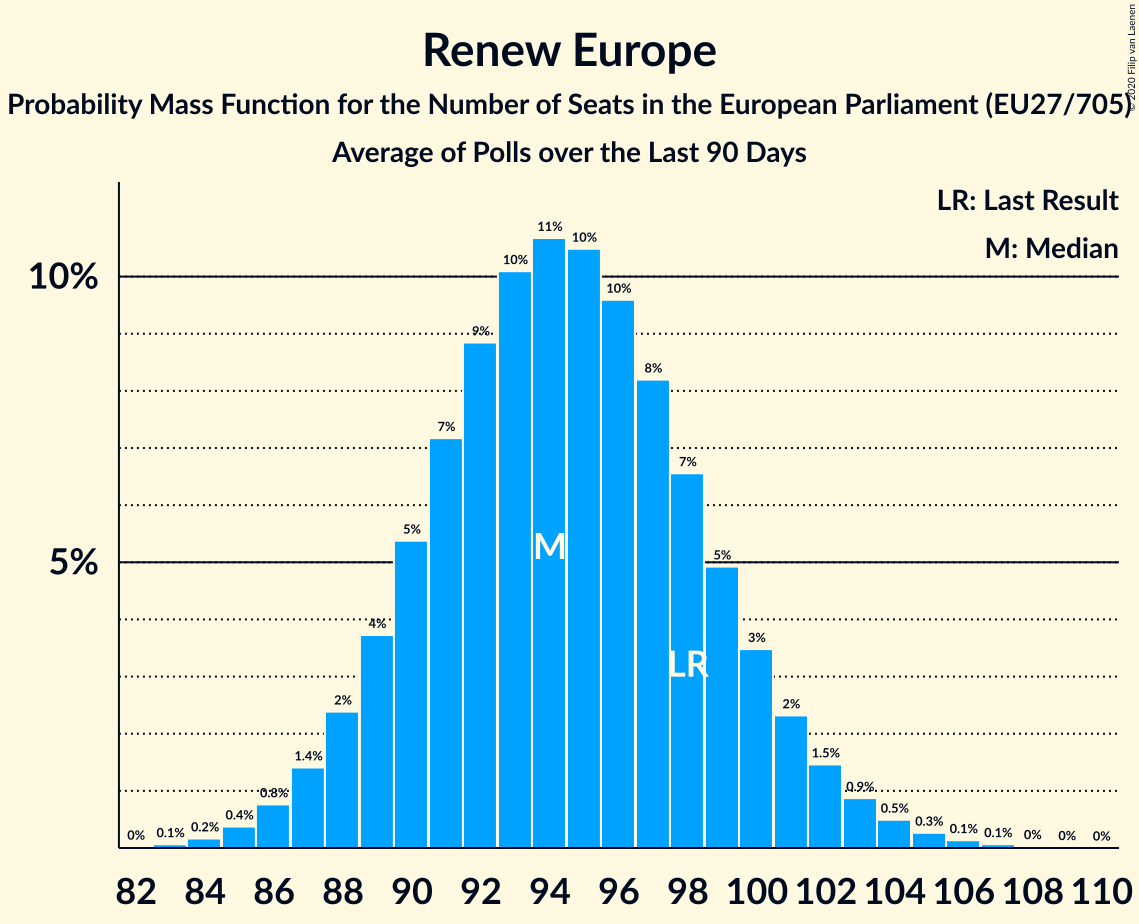 Renew Europe
© 2020 Filip van Laenen
Probability Mass Function for the Number of Seats in the European Parliament (EU27/705)
Average of Polls over the Last 90 Days
LR: Last Result
M: Median
10%
5%
0% 0.1% 0.2% 0.4% 0.8% 1.4% 2% 4% 5% 7% 9% 10% 11% 10% 10% 8% 7% 5% 3% 2% 1.5% 0.9% 0.5% 0.3% 0.1% 0.1% 0% 0% 0%
M
LR
82 84 86 88 90 92 94 96 98 100 102 104 106 108 110